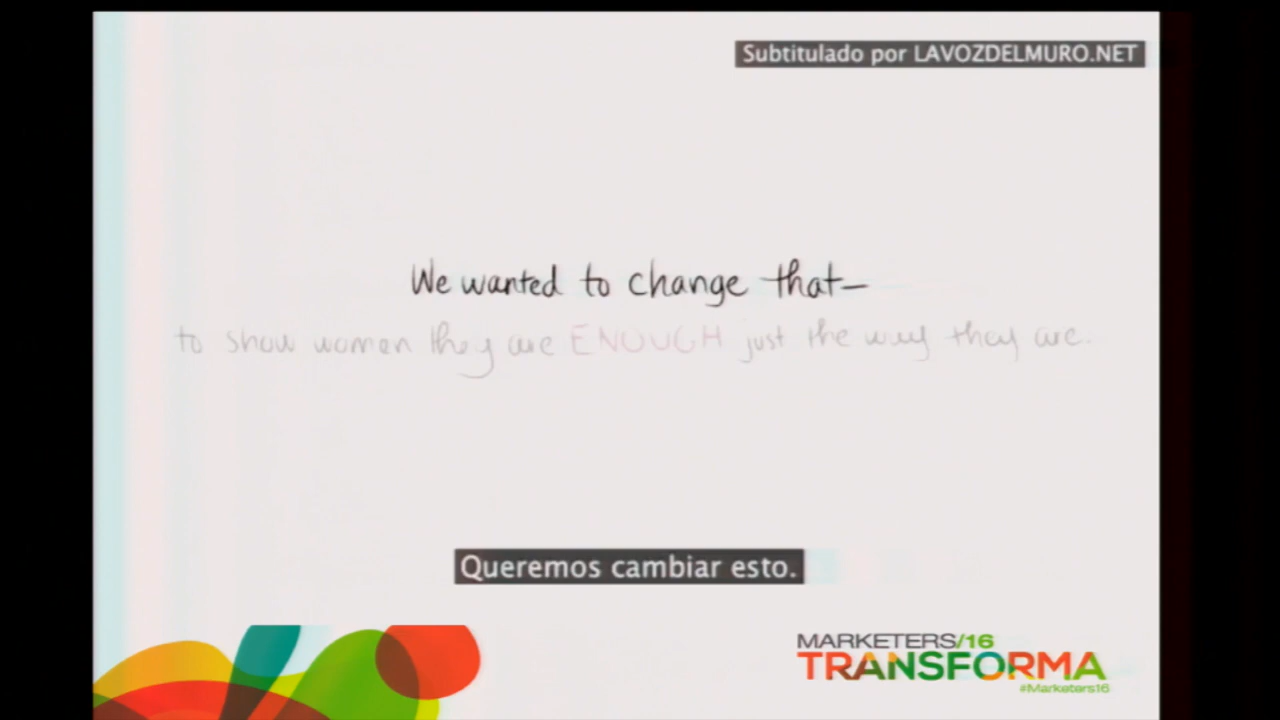 Subtitulado por LAVOZDELMURO.NET
We wanted to change that—
to show women they are ENOUGH just the way they are.
Queremos cambiar esto.
MARKETERS/16
TRANSFORMA
#Marketers16